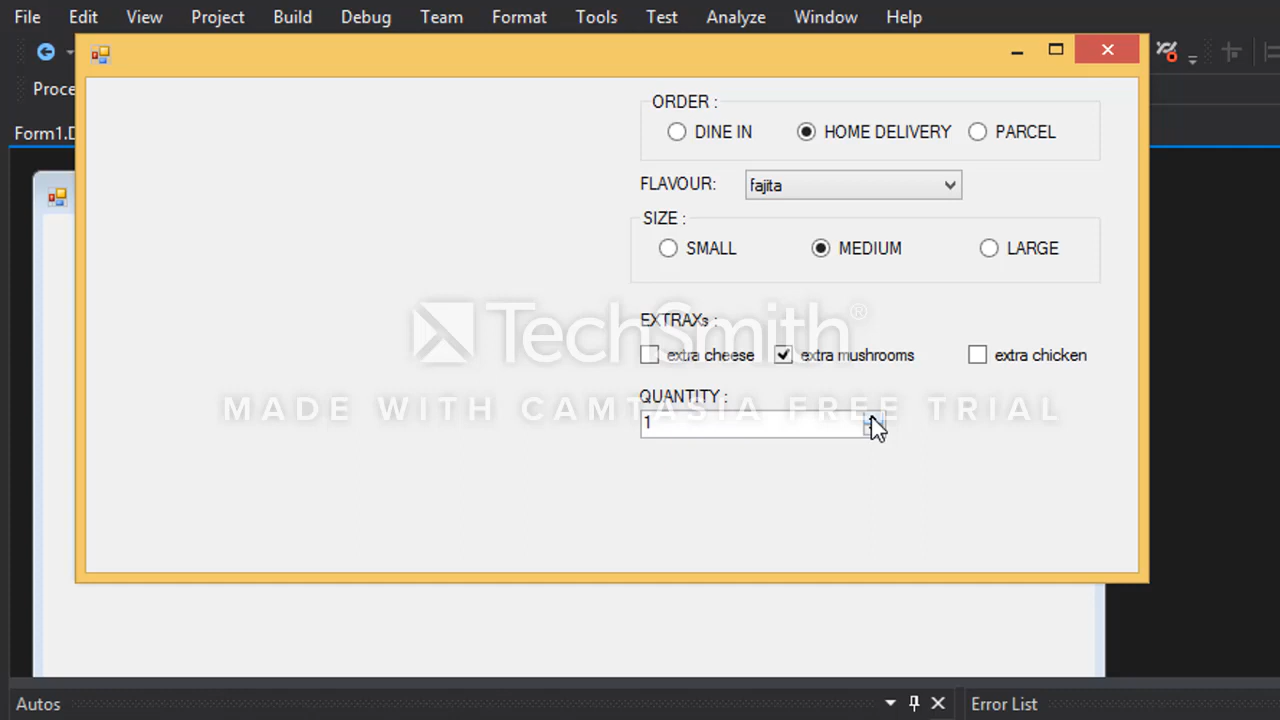 File Edit View Project Build Debug Team Format Tools Test Analyze Window Help
Proce
Form1.D
ORDER :
DINE IN HOME DELIVERY PARCEL
FLAVOUR: fajita
SIZE :
SMALL MEDIUM LARGE
TechSmith®
EXTRAXs :
extra cheese extra mushrooms extra chicken
QUANTITY :
MADE WITH CAMTASIA FREE TRIAL
1
Autos Error List